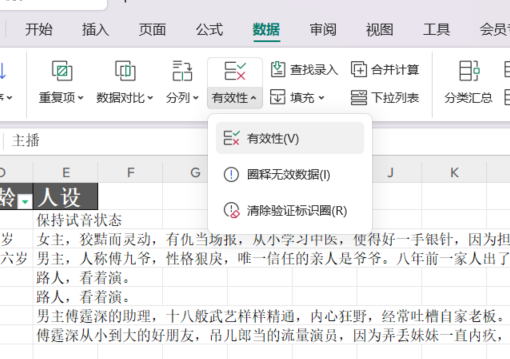 开始 插入 页面 公式 数据 审阅 视图 工具 会员
重复项 数据对比 分列 有效性 查找录入 填充 合并计算 下拉列表 分类汇总
有效性(V)
圈释无效数据(I)
清除验证标识圈(R)
主播
E F G J K L
龄 人设
保持试音状态
岁 女主，狡黠而灵动，有仇当场报，从小学习中医，使得好一手银针，因为担
六岁 男主，人称傅九爷，性格狠戾，唯一信任的亲人是爷爷。八年前一家人出了
路人，看着演。
路人，看着演。
男主傅霆深的助理，十八般武艺样样精通，内心狂野，经常吐槽自家老板。
傅霆深从小到大的好朋友，吊儿郎当的流量演员，因为弄丢妹妹一直内疚，